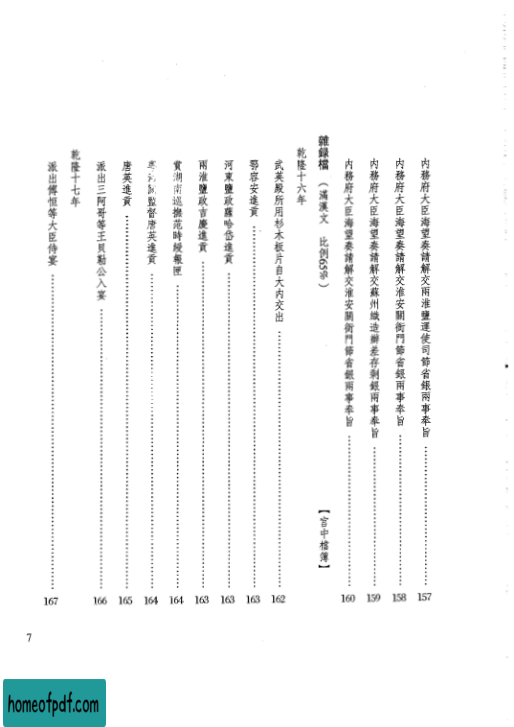 內務府大臣海望奏請解交兩淮鹽運使司節省銀兩事奉旨 157
內務府大臣海望奏請解交淮安關衙門節省銀兩事奉旨 158
內務府大臣海望奏請解交蘇州織造辦差存剩銀兩事奉旨 159
內務府大臣海望奏請解交淮安關衙門節省銀兩事奉旨 160
雜錄檔 （滿漢文 比例65%） 【宮中檔簿】
乾隆十六年
武英殿所用杉木板片自大內交出 162
鄂容安進貢 163
河東鹽政薩哈岱進貢 163
兩淮鹽政吉慶進貢 163
賞湖南巡撫范時綬報匣 164
監督唐英進貢 164
唐英進貢 165
派出三阿哥等王貝勒公入宴 166
乾隆十七年
派出傅恒等大臣侍宴 167
7
homeofpdf.com